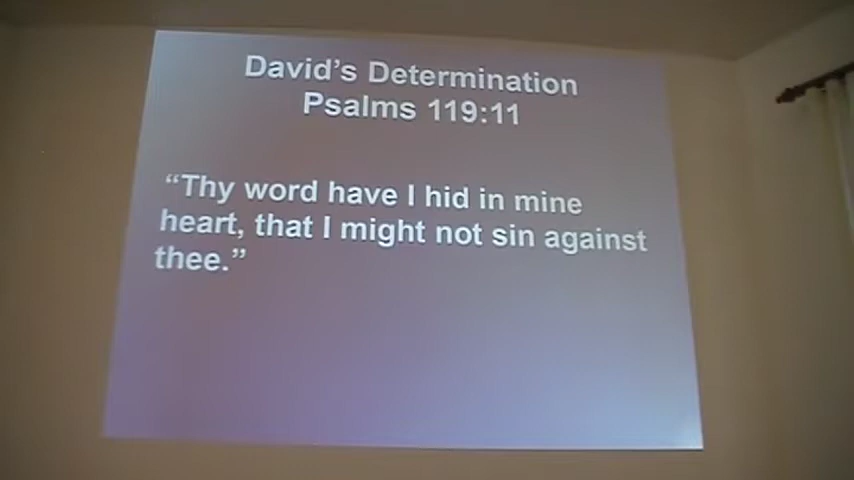 David's Determination
Psalms 119:11
“Thy word have I hid in mine
heart, that I might not sin against
thee.”